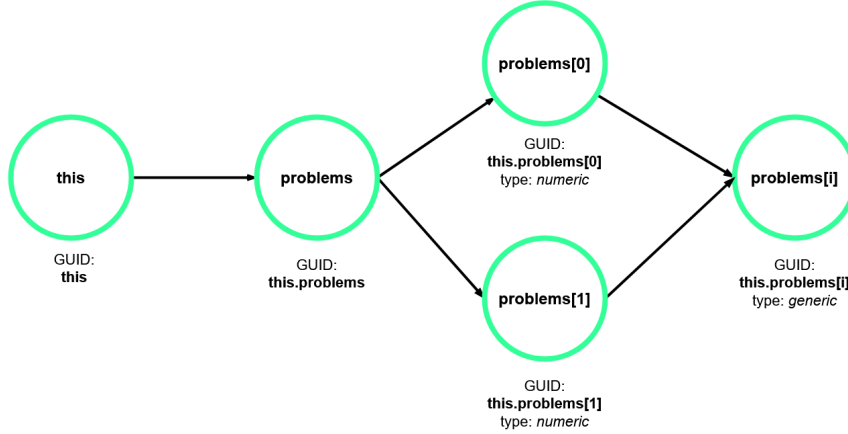 this
GUID:
this
problems
GUID:
this.problems
problems[0]
GUID:
this.problems[0]
type: numeric
problems[1]
GUID:
this.problems[1]
type: numeric
problems[i]
GUID:
this.problems[i]
type: generic